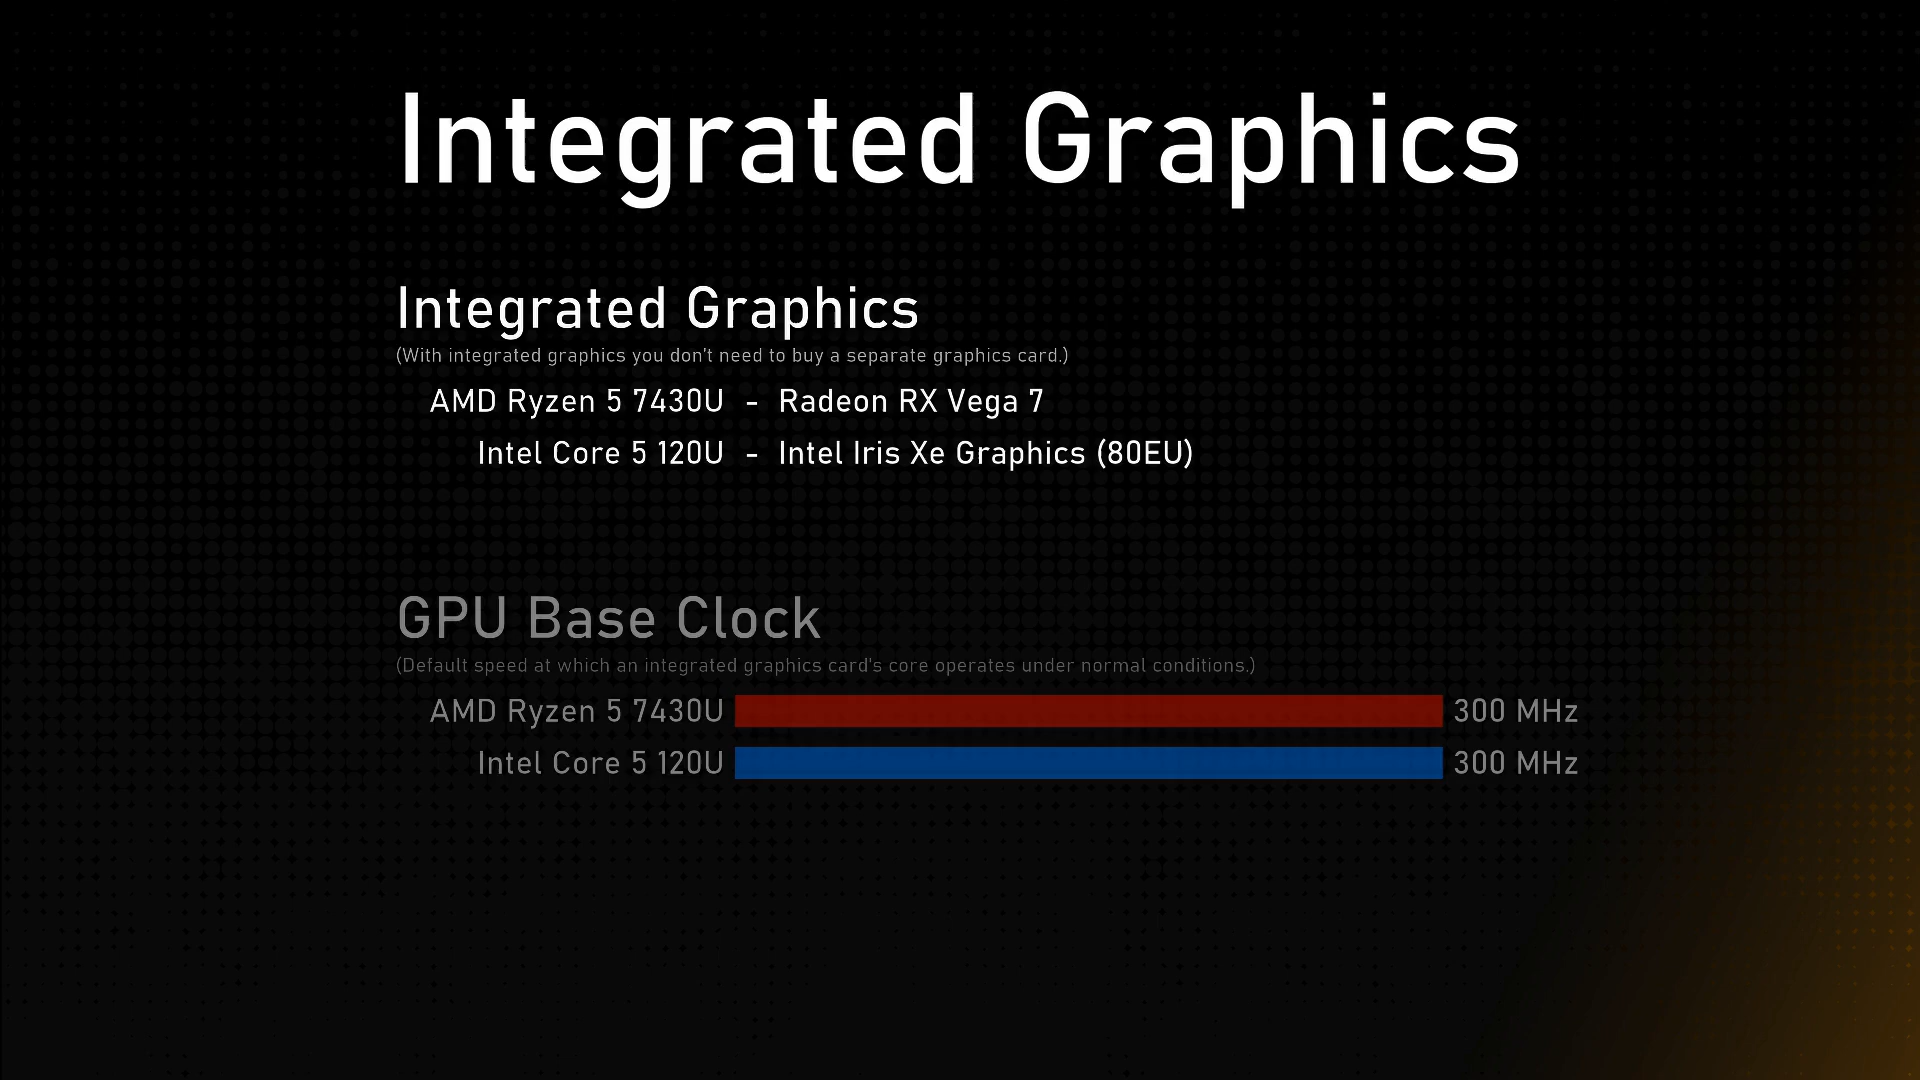 Integrated Graphics
Integrated Graphics
(With integrated graphics you don't need to buy a separate graphics card.)
AMD Ryzen 5 7430U - Radeon RX Vega 7
Intel Core 5 120U - Intel Iris Xe Graphics (80EU)
GPU Base Clock
(Default speed at which an integrated graphics card's core operates under normal conditions.)
AMD Ryzen 5 7430U 300 MHz
Intel Core 5 120U 300 MHz